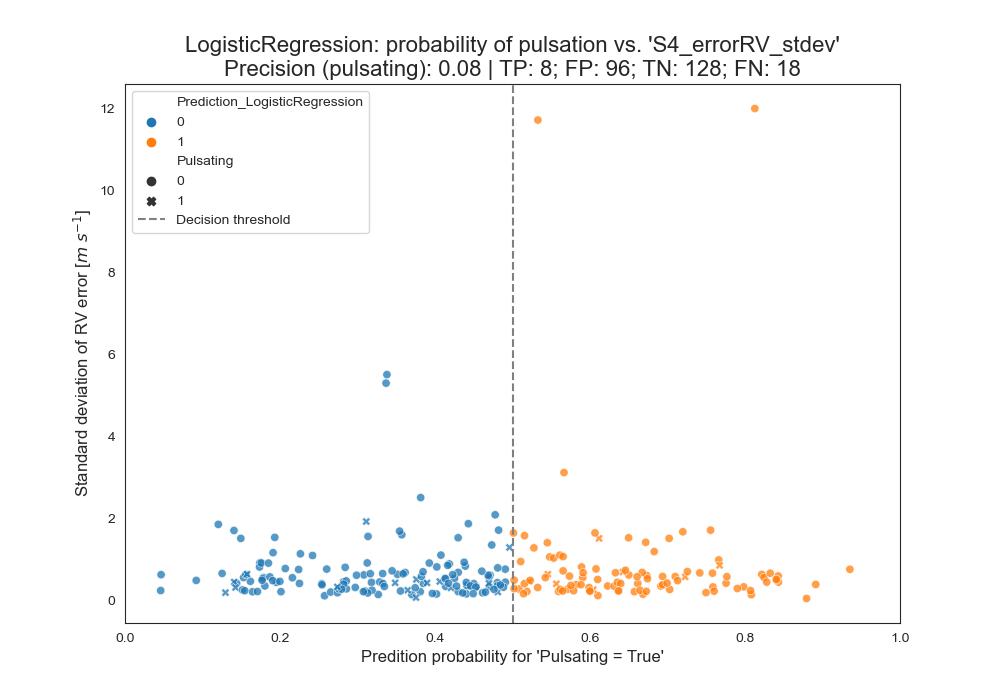 LogisticRegression: probability of pulsation vs. 'S4_errorRV_stdev'
Precision (pulsating): 0.08 | TP: 8; FP: 96; TN: 128; FN: 18
Prediction_LogisticRegression
0
1
Pulsating
0
1
Decision threshold
Standard deviation of RV error [m s⁻¹]
12
10
8
6
4
2
0
0.0 0.2 0.4 0.6 0.8 1.0
Predition probability for 'Pulsating = True'